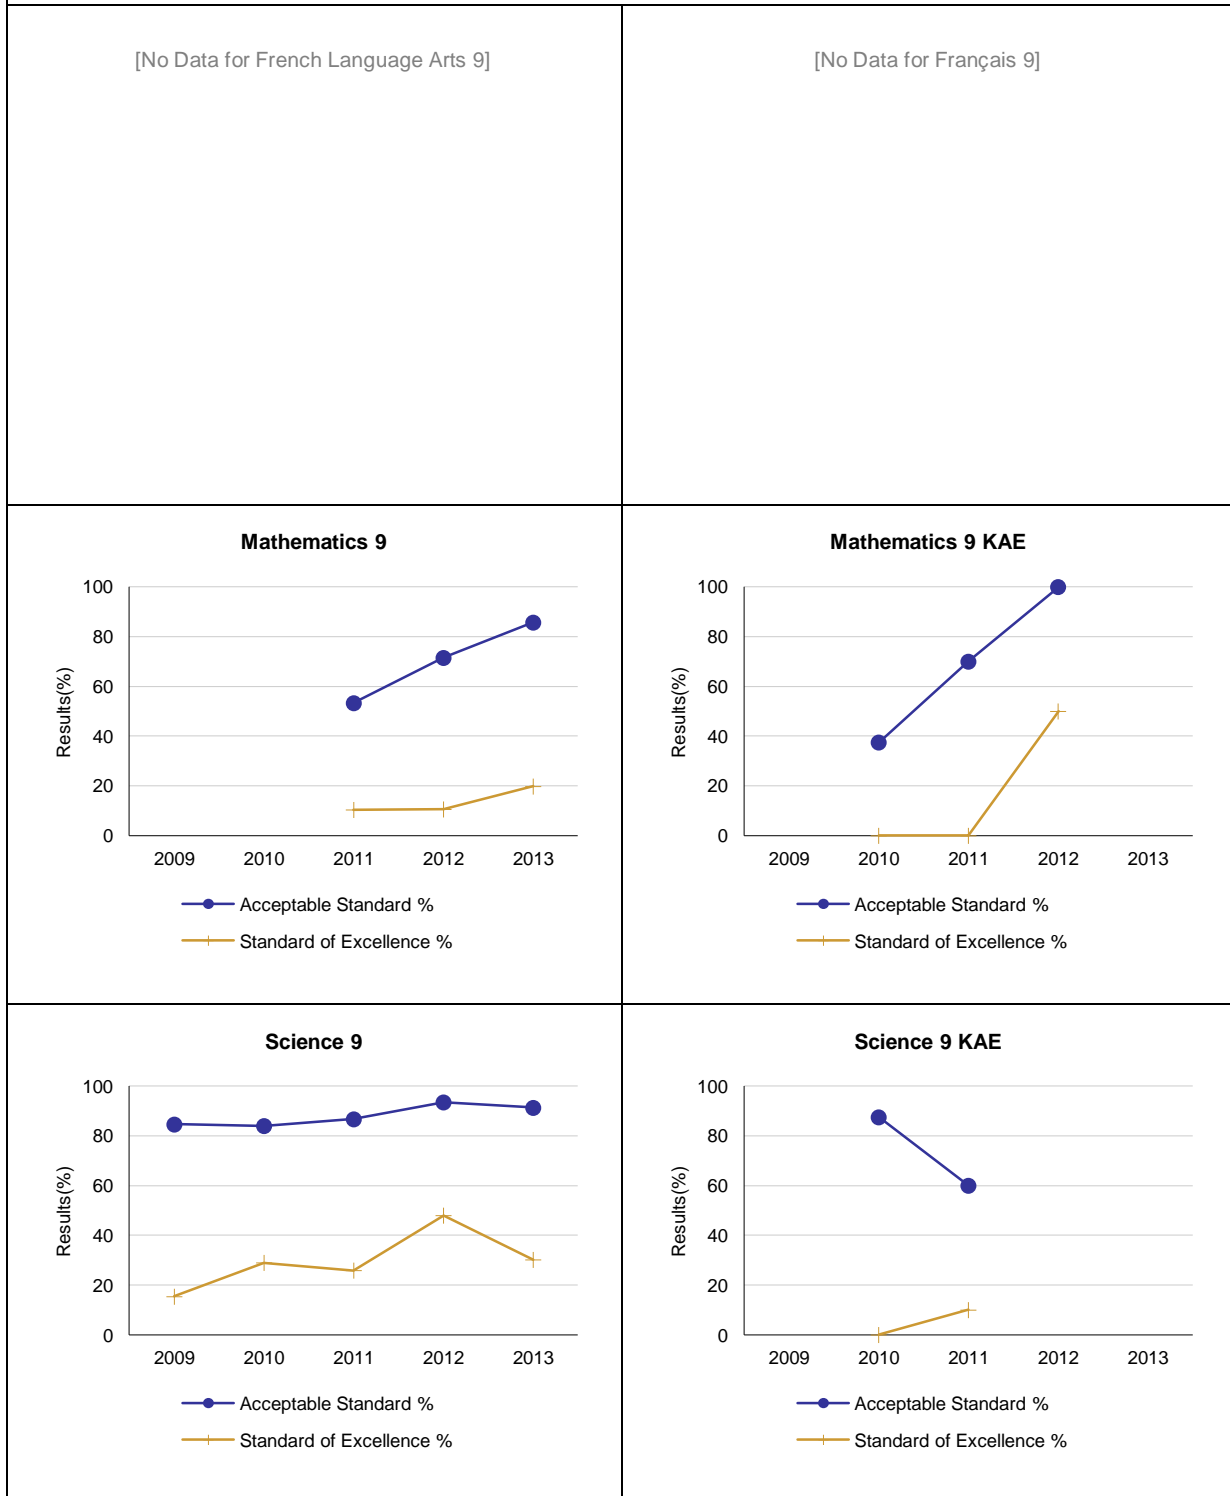 [No Data for French Language Arts 9]
[No Data for Français 9]
Mathematics 9
Results(%)
100
80
60
40
20
0
2009 2010 2011 2012 2013
Acceptable Standard %
Standard of Excellence %
Mathematics 9 KAE
Results(%)
100
80
60
40
20
0
2009 2010 2011 2012 2013
Acceptable Standard %
Standard of Excellence %
Science 9
Results(%)
100
80
60
40
20
0
2009 2010 2011 2012 2013
Acceptable Standard %
Standard of Excellence %
Science 9 KAE
Results(%)
100
80
60
40
20
0
2009 2010 2011 2012 2013
Acceptable Standard %
Standard of Excellence %